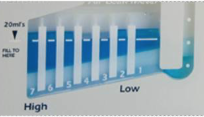 20ml's
FILL TO
HERE
7 6 5 4 3 2 1
Low
High